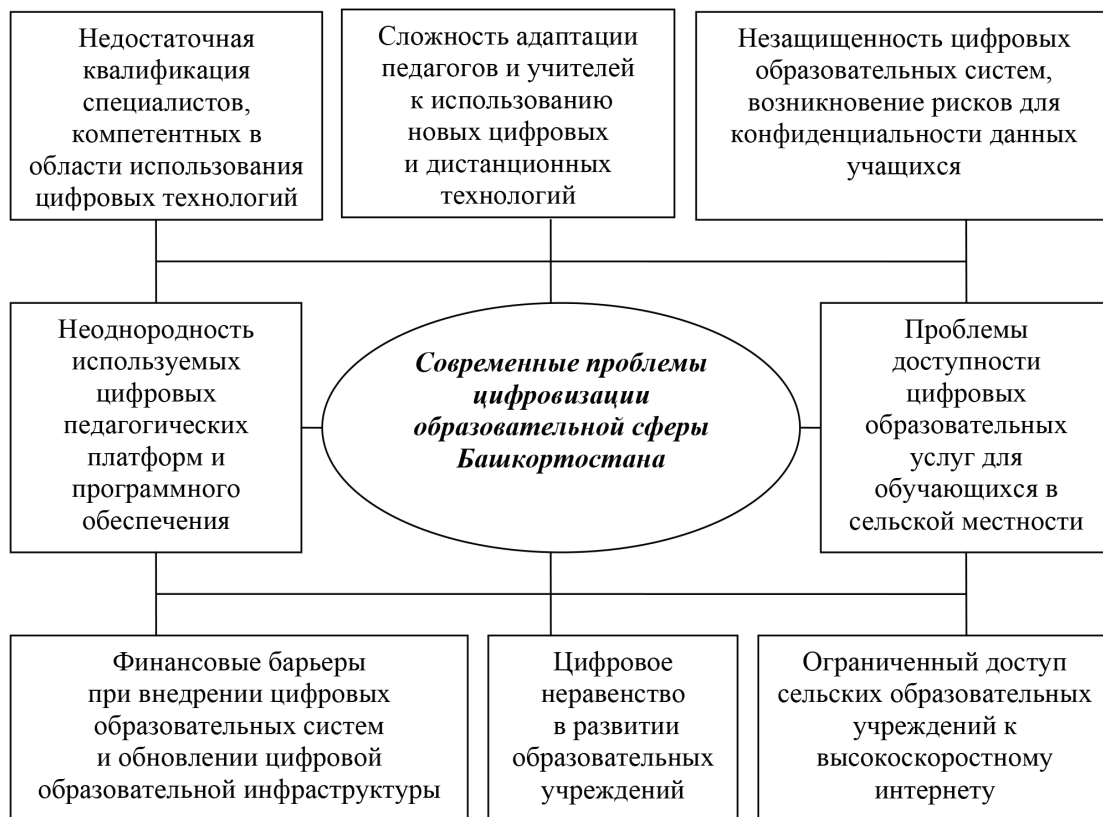 Недостаточная
квалификация
специалистов,
компетентных в
области использования
цифровых технологий
Сложность адаптации
педагогов и учителей
к использованию
новых цифровых
и дистанционных
технологий
Незащищенность цифровых
образовательных систем,
возникновение рисков для
конфиденциальности данных
учащихся
Неоднородность
используемых
цифровых
педагогических
платформ и
программного
обеспечения
Современные проблемы
цифровизации
образовательной сферы
Башкортостана
Проблемы
доступности
цифровых
образовательных
услуг для
обучающихся в
сельской местности
Финансовые барьеры
при внедрении цифровых
образовательных систем
и обновлении цифровой
образовательной инфраструктуры
Цифровое
неравенство
в развитии
образовательных
учреждений
Ограниченный доступ
сельских образовательных
учреждений к
высокоскоростному
интернету